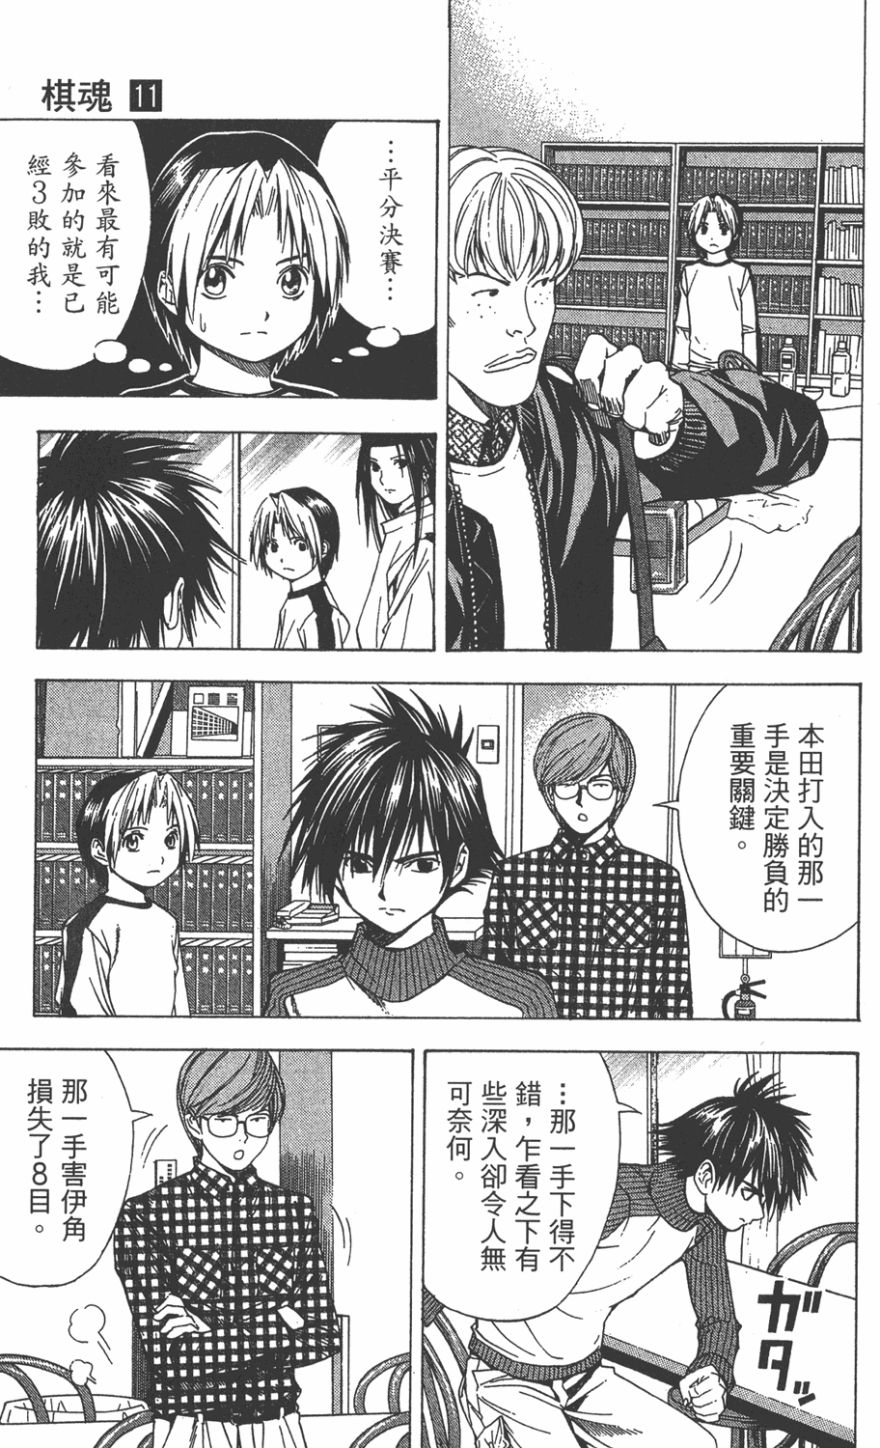 棋魂 11
…平分決賽…
看來最有可能
參加的就是已
經3敗的我…
本田打入的那一
手是決定勝負的
重要關鍵。
…那一手下得不
錯，乍看之下有
些深入卻令人無
可奈何。
ガタッ
那一手害伊角
損失了8目。